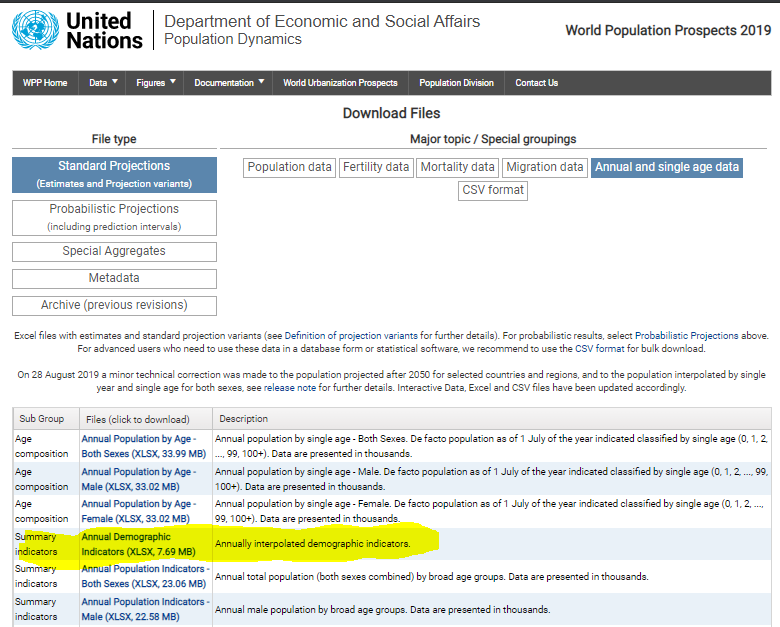 United
Nations
Department of Economic and Social Affairs
Population Dynamics
World Population Prospects 2019
WPP Home
Data
Figures
Documentation
World Urbanization Prospects
Population Division
Contact Us
Download Files
File type
Major topic / Special groupings
Standard Projections
(Estimates and Projection variants)
Probabilistic Projections
(including prediction intervals)
Special Aggregates
Metadata
Archive (previous revisions)
Population data
Fertility data
Mortality data
Migration data
Annual and single age data
CSV format
Excel files with estimates and standard projection variants (see Definition of projection variants for further details). For probabilistic results, select Probabilistic Projections above.
For advanced users who need to use these data in a database form or statistical software, we recommend to use the CSV format for bulk download.
On 28 August 2019 a minor technical correction was made to the population projected after 2050 for selected countries and regions, and to the population interpolated by single
year and single age for both sexes, see release note for further details. Interactive Data, Excel and CSV files have been updated accordingly.
Sub Group
Files (click to download)
Description
Age
composition
Annual Population by Age -
Both Sexes (XLSX, 33.99 MB)
Annual population by single age - Both Sexes. De facto population as of 1 July of the year indicated classified by single age (0, 1, 2,
..., 99, 100+). Data are presented in thousands.
Age
composition
Annual Population by Age -
Male (XLSX, 33.02 MB)
Annual population by single age - Male. De facto population as of 1 July of the year indicated classified by single age (0, 1, 2, ..., 99,
100+). Data are presented in thousands.
Age
composition
Annual Population by Age -
Female (XLSX, 33.02 MB)
Annual population by single age - Female. De facto population as of 1 July of the year indicated classified by single age (0, 1, 2, ...,
99, 100+). Data are presented in thousands.
Summary
indicators
Annual Demographic
Indicators (XLSX, 7.69 MB)
Annually interpolated demographic indicators.
Summary
indicators
Annual Population Indicators -
Both Sexes (XLSX, 23.06 MB)
Annual total population (both sexes combined) by broad age groups. Data are presented in thousands.
Summary
indicators
Annual Population Indicators -
Male (XLSX, 22.58 MB)
Annual male population by broad age groups. Data are presented in thousands.